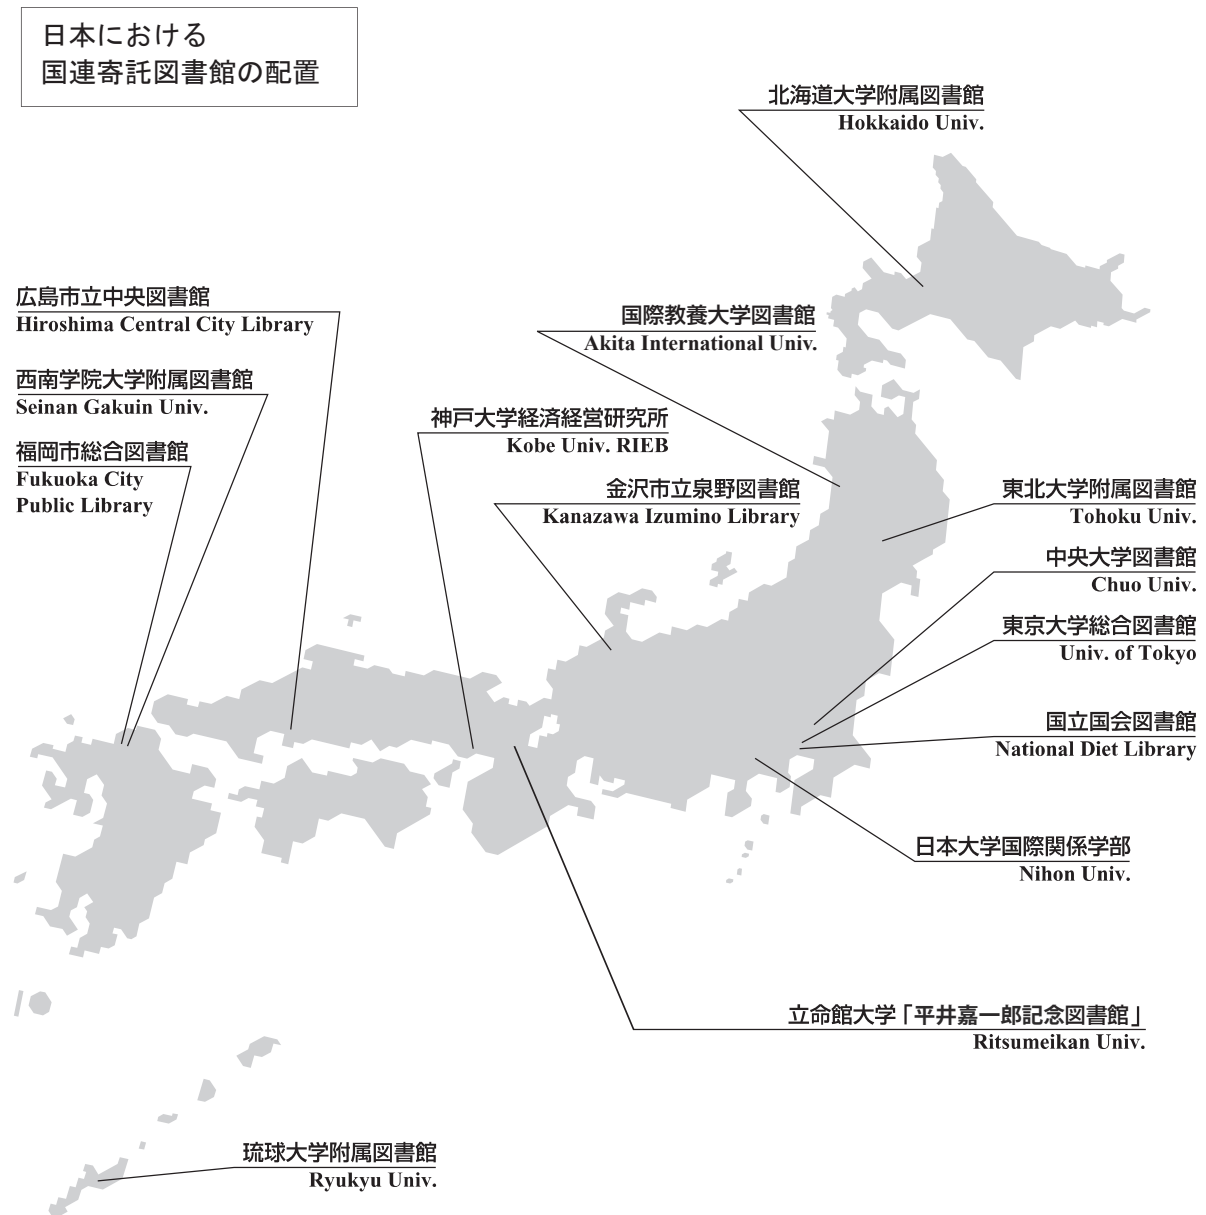 日本における
国連寄託図書館の配置
北海道大学附属図書館
Hokkaido Univ.
広島市立中央図書館
Hiroshima Central City Library
国際教養大学図書館
Akita International Univ.
西南学院大学附属図書館
Seinan Gakuin Univ.
神戸大学経済経営研究所
Kobe Univ. RIEB
福岡市総合図書館
Fukuoka City
Public Library
金沢市立泉野図書館
Kanazawa Izumino Library
東北大学附属図書館
Tohoku Univ.
中央大学図書館
Chuo Univ.
東京大学総合図書館
Univ. of Tokyo
国立国会図書館
National Diet Library
日本大学国際関係学部
Nihon Univ.
立命館大学「平井嘉一郎記念図書館」
Ritsumeikan Univ.
琉球大学附属図書館
Ryukyu Univ.